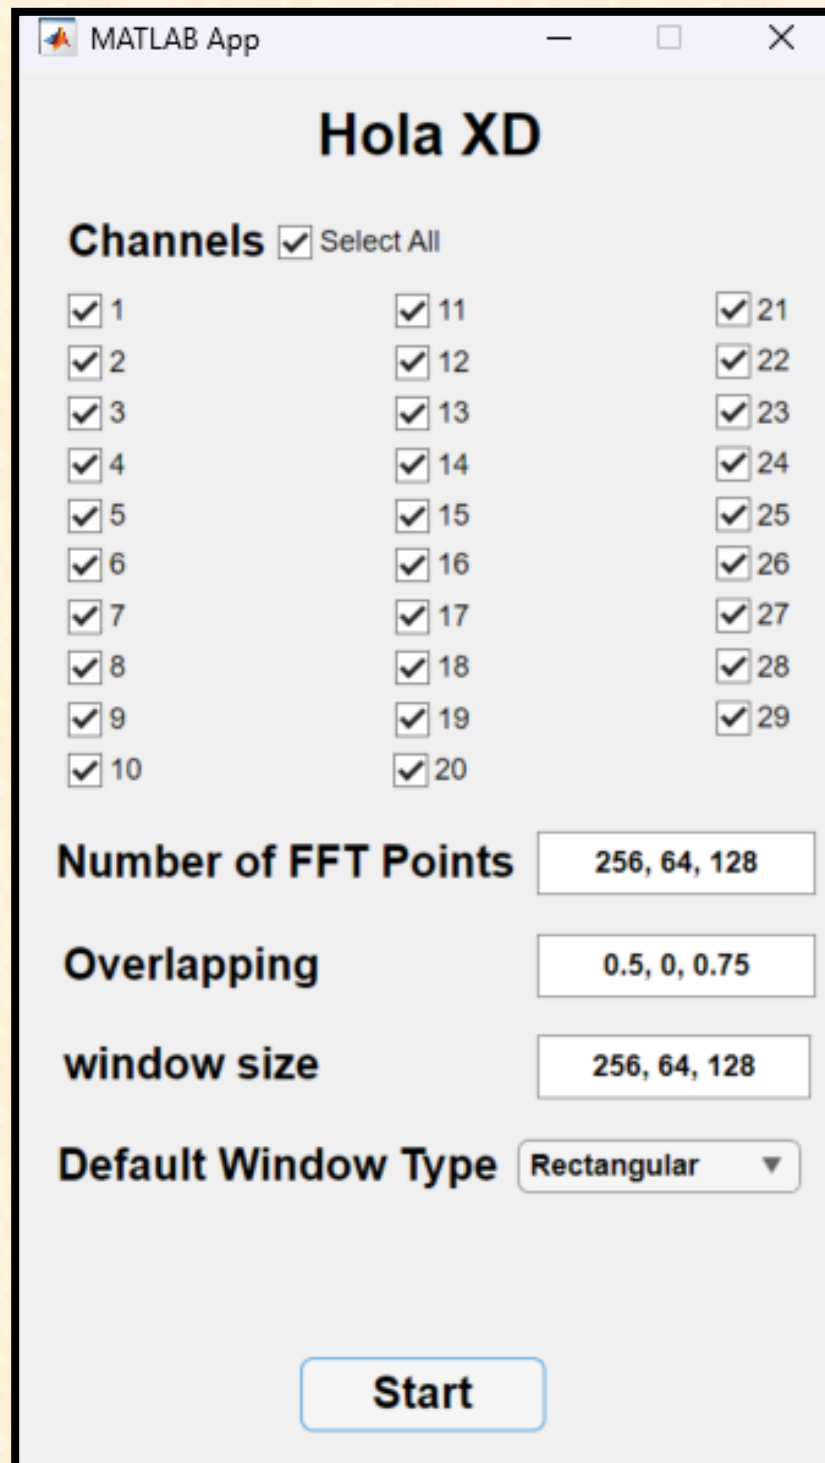 MATLAB App
Hola XD
Channels Select All
1 11 21
2 12 22
3 13 23
4 14 24
5 15 25
6 16 26
7 17 27
8 18 28
9 19 29
10 20
Number of FFT Points 256, 64, 128
Overlapping 0.5, 0, 0.75
window size 256, 64, 128
Default Window Type Rectangular
Start